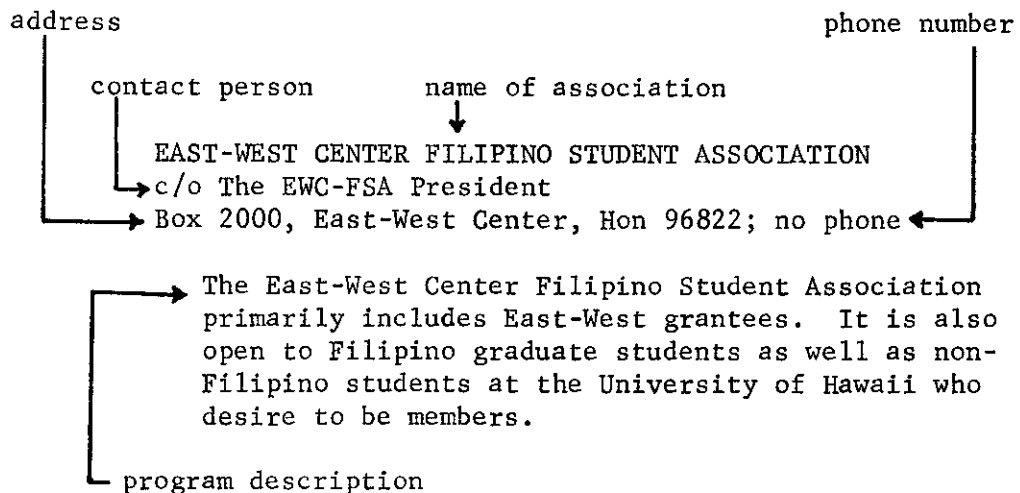 address phone number
contact person name of association
EAST-WEST CENTER FILIPINO STUDENT ASSOCIATION
c/o The EWC-FSA President
Box 2000, East-West Center, Hon 96822; no phone
The East-West Center Filipino Student Association
primarily includes East-West grantees. It is also
open to Filipino graduate students as well as non-
Filipino students at the University of Hawaii who
desire to be members.
program description